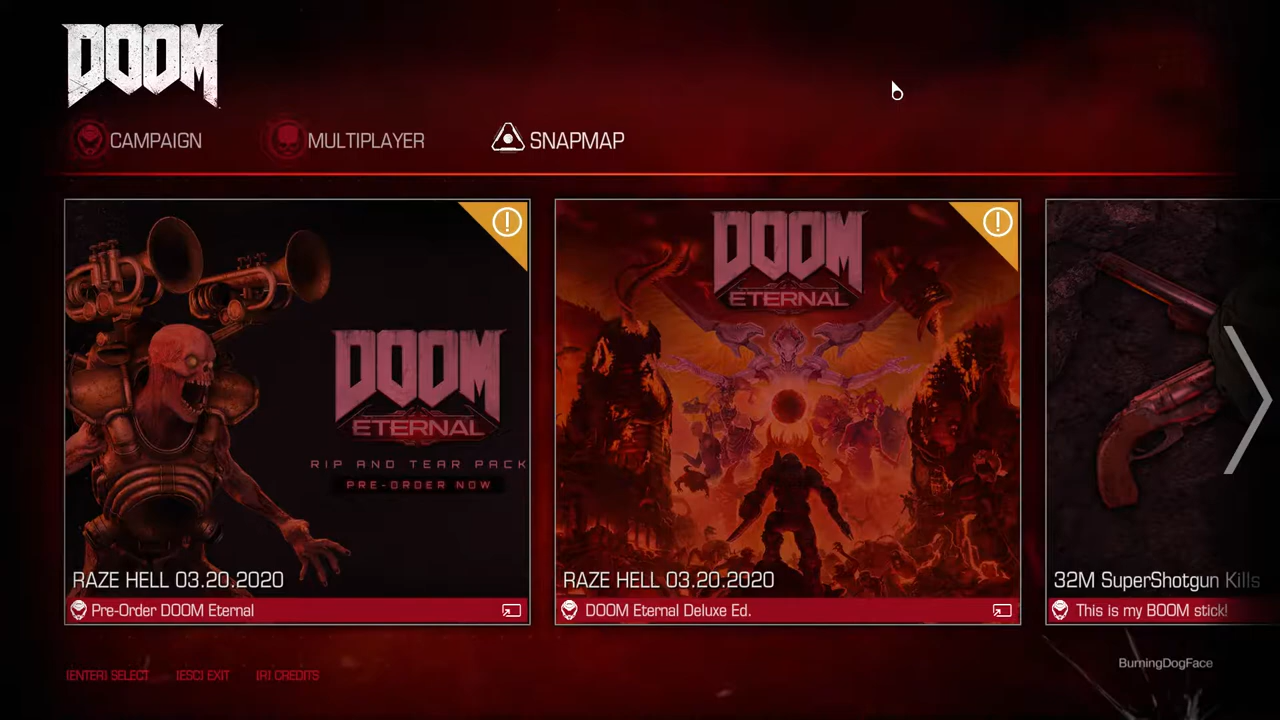 DOOM
CAMPAIGN
MULTIPLAYER
SNAPMAP
DOOM
ETERNAL
RIP AND TEAR PACK
PRE-ORDER NOW
RAZE HELL 03.20.2020
Pre-Order DOOM Eternal
DOOM
ETERNAL
RAZE HELL 03.20.2020
DOOM Eternal Deluxe Ed.
32M SuperShotgun Kills
This is my BOOM stick!
[ENTER] SELECT
[ESC] EXIT
[R] CREDITS
BurningDogFace